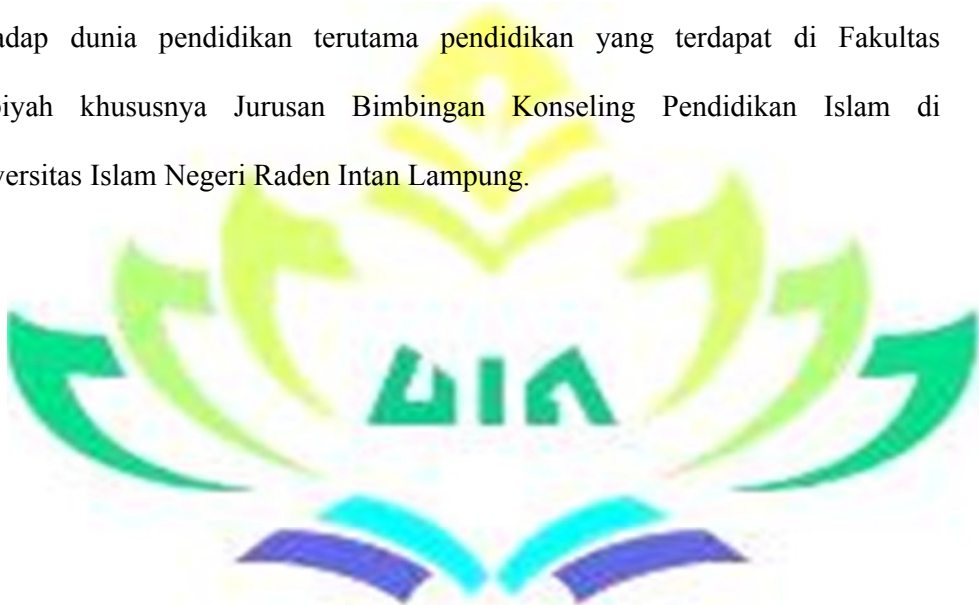 adap dunia pendidikan terutama pendidikan yang terdapat di Fakultas
biyah khususnya Jurusan Bimbingan Konseling Pendidikan Islam di
versitas Islam Negeri Raden Intan Lampung.
UIN